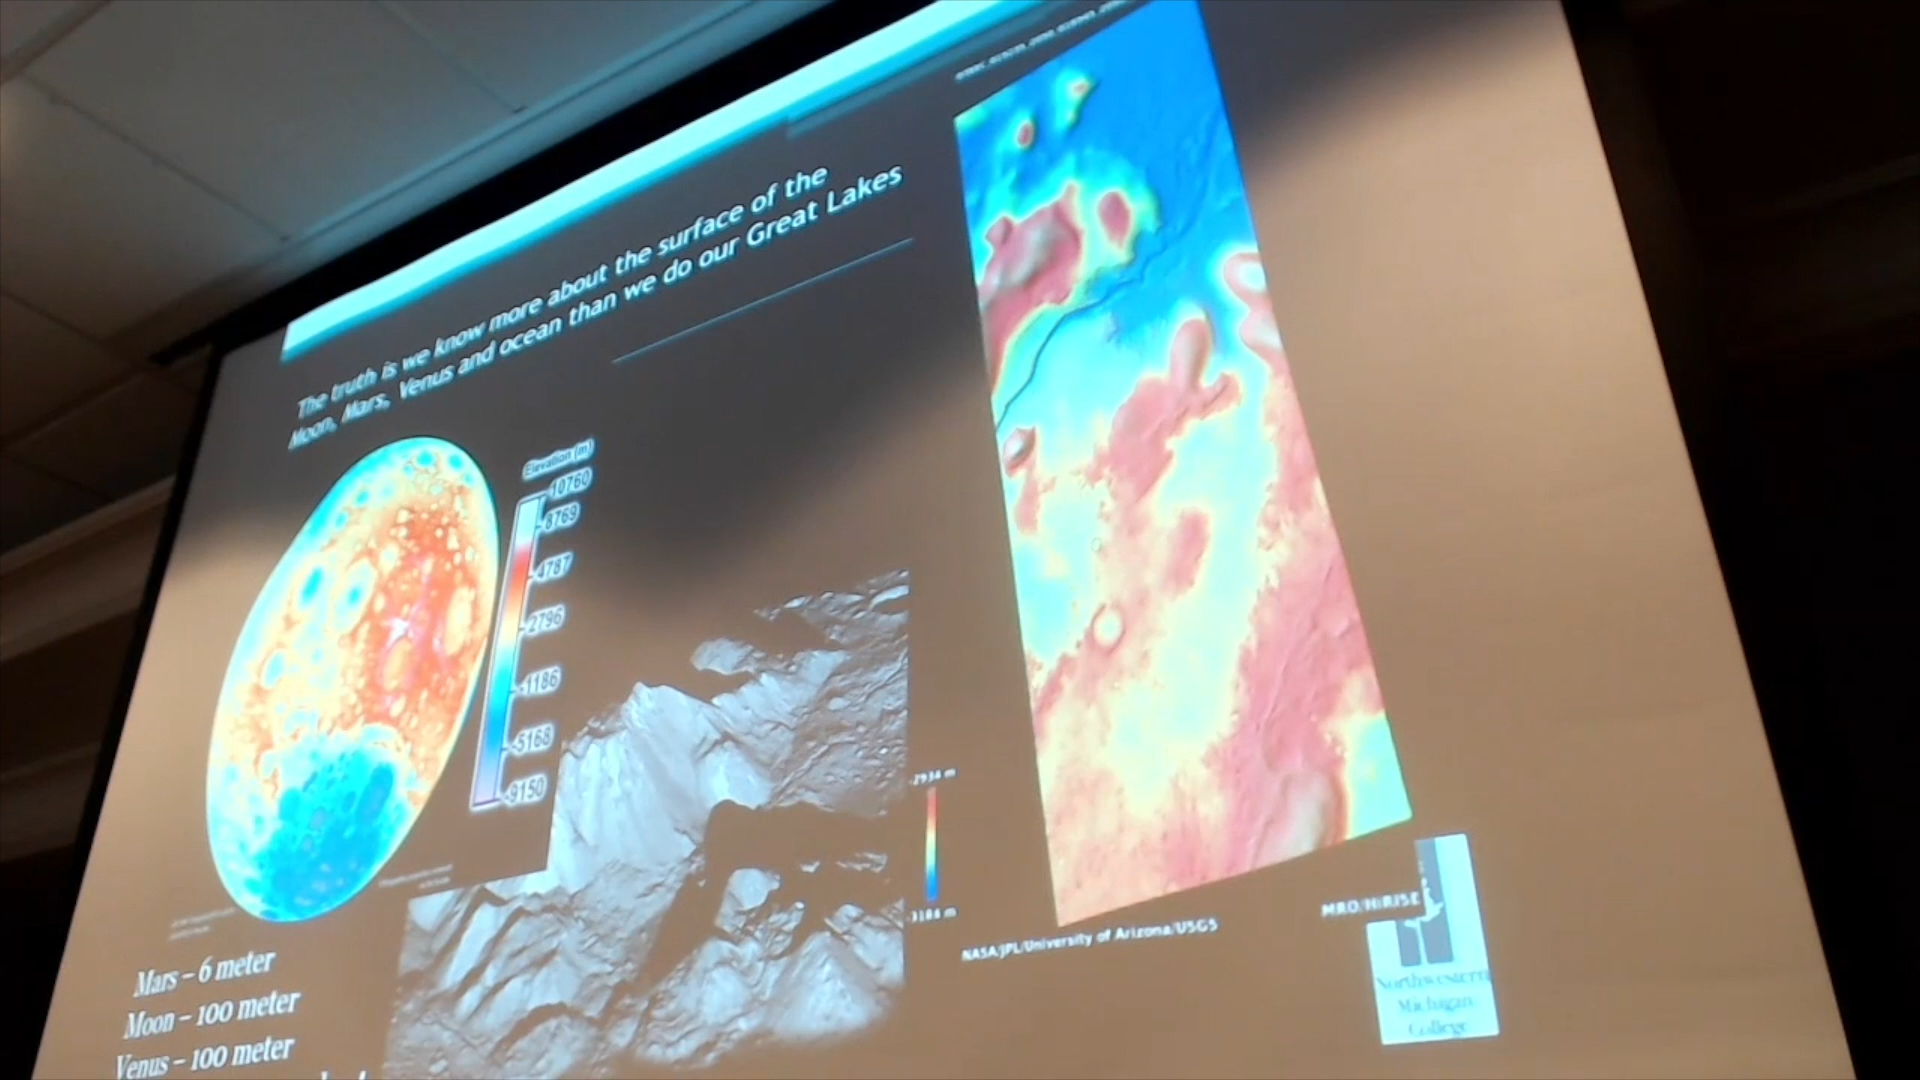 The truth is we know more about the surface of the
Moon, Mars, Venus and ocean than we do our Great Lakes
Elevation (m)
10760
8769
4787
2796
-1186
-5168
-9150
Mars – 6 meter
Moon – 100 meter
Venus – 100 meter
-2934 m
-3184 m
NASA/JPL/University of Arizona/USGS
MRO/HiRISE
Northwestern
Michigan
College